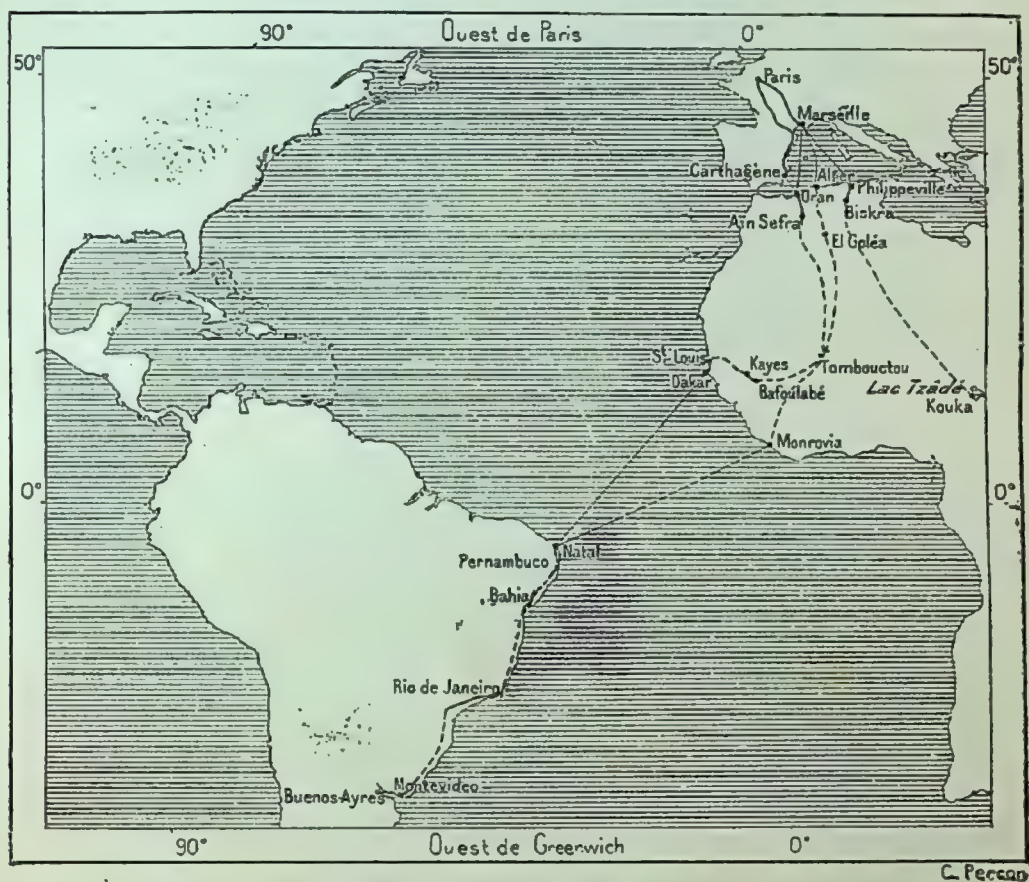 90° Ouest de Paris 0°
50° 50°
Paris
Marseille
Carthagène
Alger
Philippeville
Oran
Biskra
Aïn Sefra
El Goléa
St Louis
Kayes
Tombouctou
Dakar
Bafoulabé
Lac Tzâdé
Kouka
Monrovia
0° 0°
Natal
Pernambuco
Bahia
Rio de Janeiro
Montevideo
Buenos-Ayres
90° Ouest de Greenwich 0°